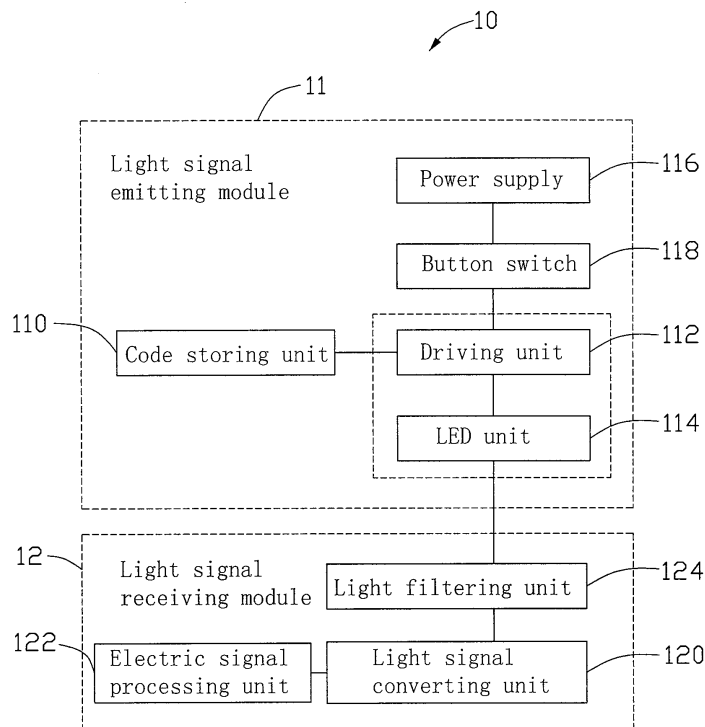 10
11
Light signal
emitting module
Power supply
116
Button switch
118
110
Code storing unit
Driving unit
112
LED unit
114
12
Light signal
receiving module
Light filtering unit
124
122
Electric signal
processing unit
Light signal
converting unit
120